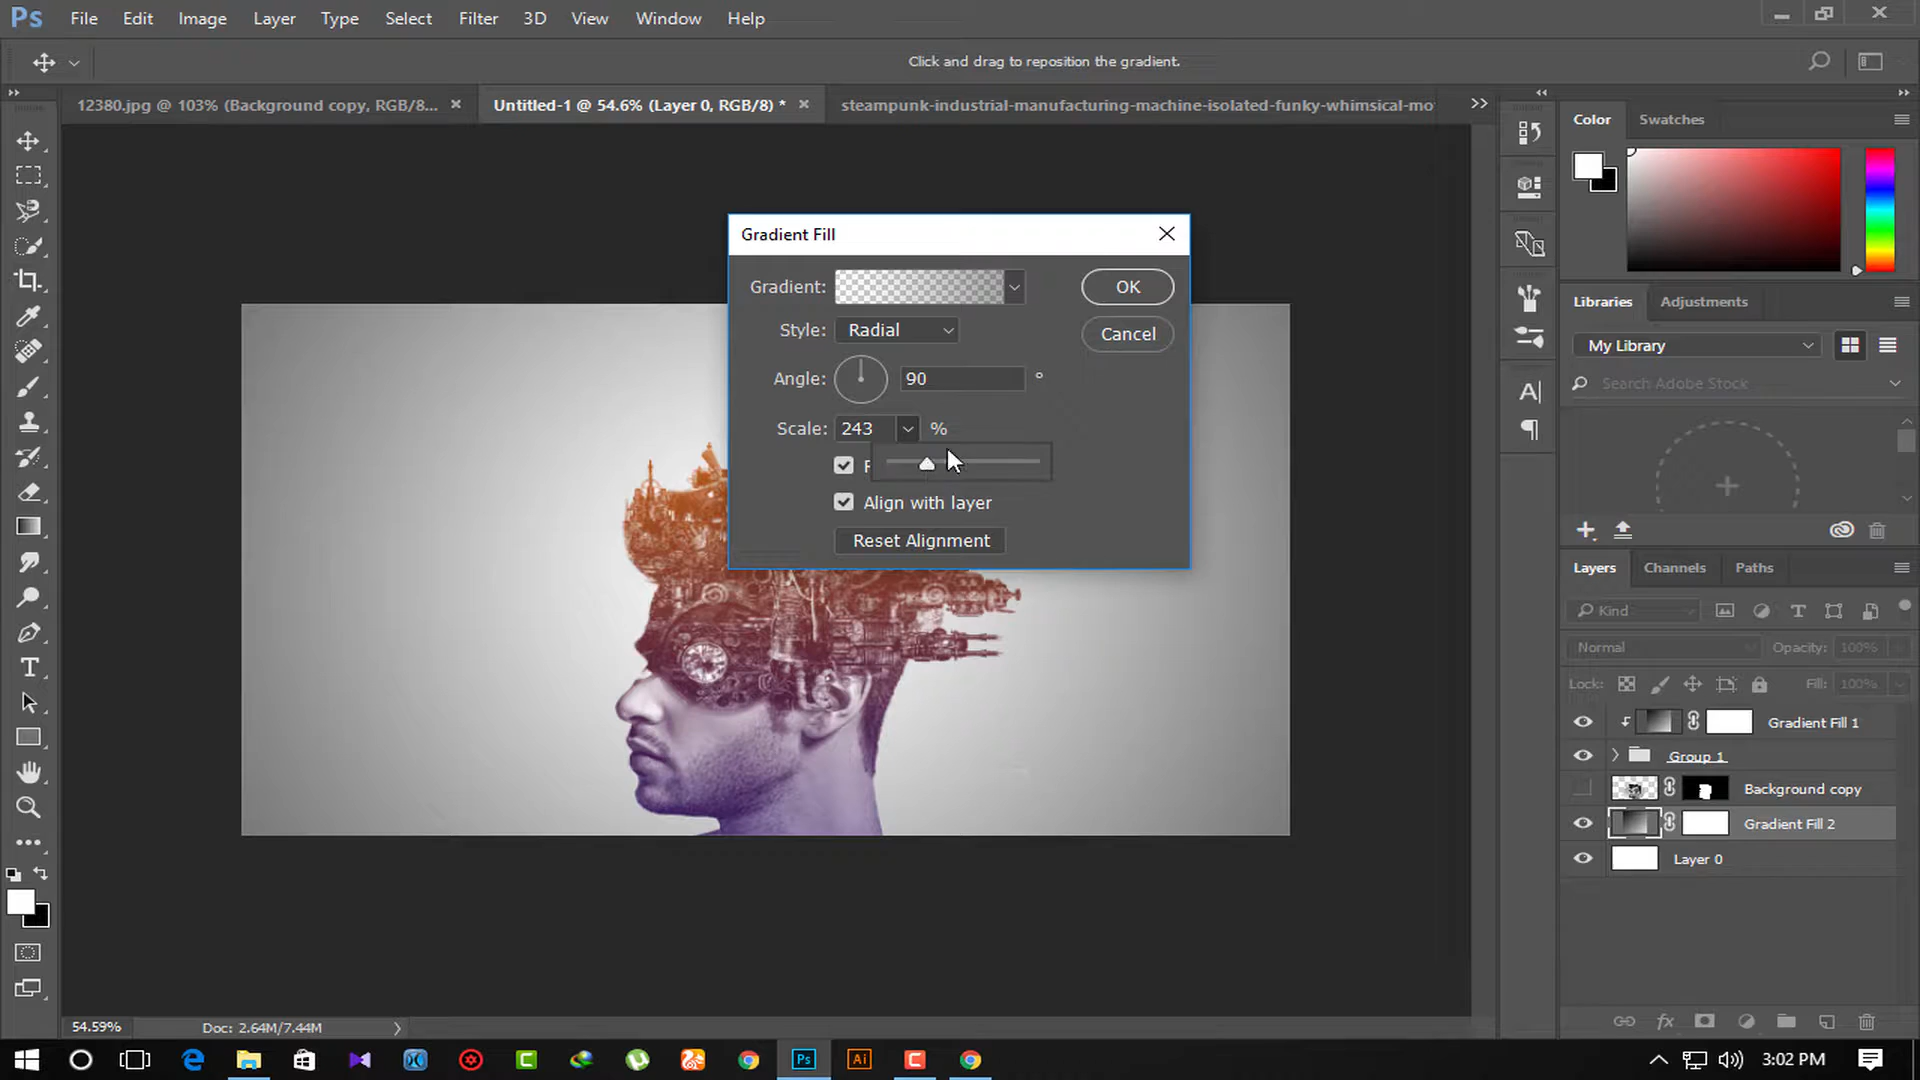 Ps File Edit Image Layer Type Select Filter 3D View Window Help
Click and drag to reposition the gradient.
12380.jpg @ 103% (Background copy, RGB/8...
Untitled-1 @ 54.6% (Layer 0, RGB/8) *
steampunk-industrial-manufacturing-machine-isolated-funky-whimsical-mo
Color Swatches
Gradient Fill
Gradient:
OK
Style: Radial
Cancel
Angle: 90 °
Scale: 243 %
Align with layer
Reset Alignment
Libraries Adjustments
My Library
Search Adobe Stock
Layers Channels Paths
Kind
Normal Opacity: 100%
Lock: Fill: 100%
Gradient Fill 1
Group 1
Background copy
Gradient Fill 2
Layer 0
54.59% Doc: 2.64M/7.44M
Ps Ai 3:02 PM